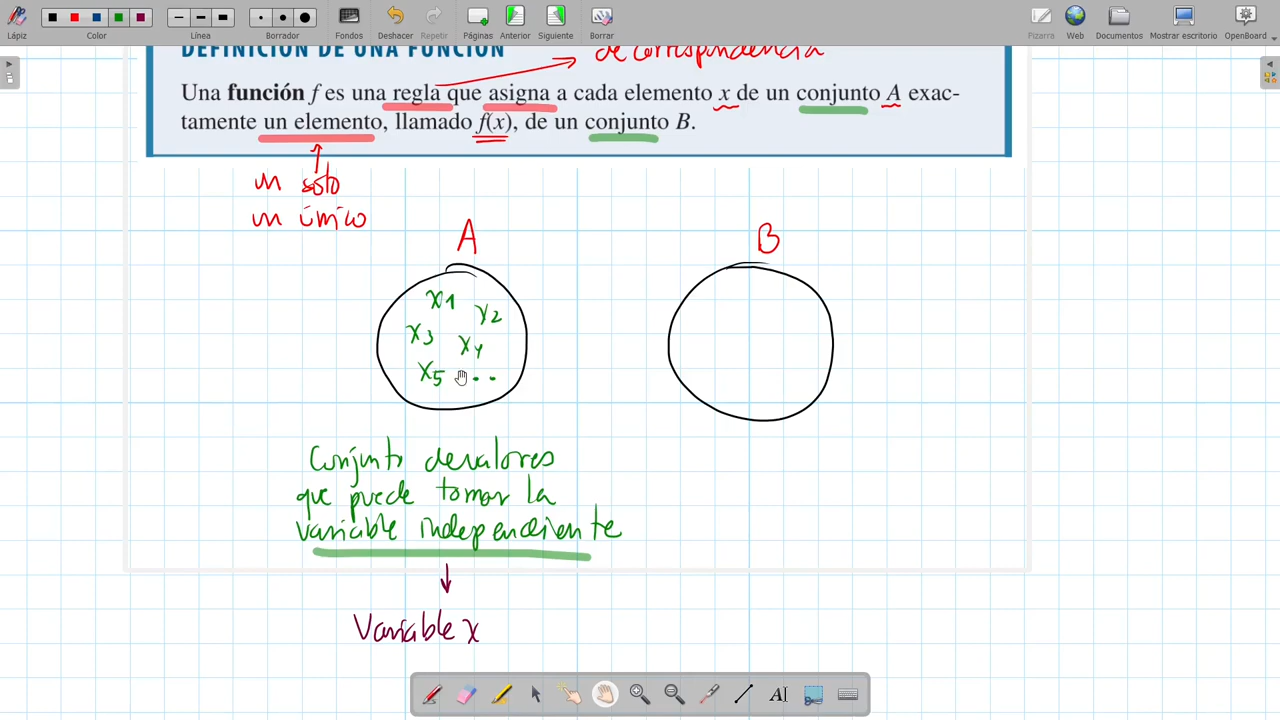 Lápiz
Color
Línea
Borrador
Fondos
Deshacer
Páginas
Anterior
Siguiente
Borrar
Pizarra
Web
Documentos
Mostrar escritorio
OpenBoard
DEFINICIÓN DE UNA FUNCIÓN
de correspondencia
Una función f es una regla que asigna a cada elemento x de un conjunto A exac-
tamente un elemento, llamado f(x), de un conjunto B.
un solo
un único
A
B
x1
x2
x3
x4
x5 ...
Conjunto de valores
que puede tomar la
variable independiente
Variable x
AI